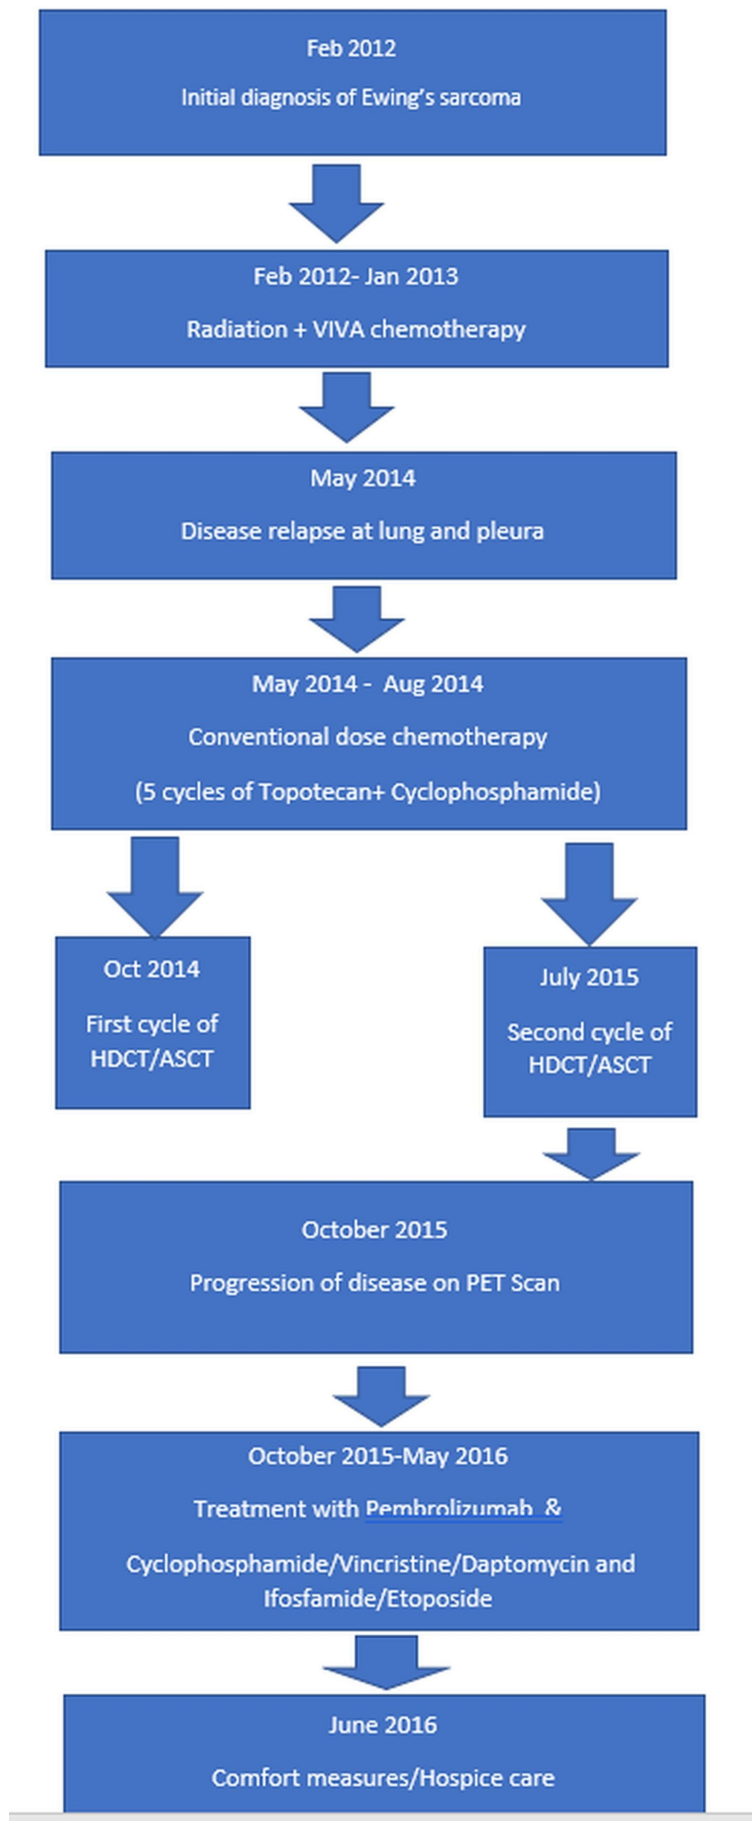 Feb 2012
Initial diagnosis of Ewing's sarcoma
Feb 2012- Jan 2013
Radiation + VIVA chemotherapy
May 2014
Disease relapse at lung and pleura
May 2014 - Aug 2014
Conventional dose chemotherapy
(5 cycles of Topotecan+ Cyclophosphamide)
Oct 2014
First cycle of
HDCT/ASCT
July 2015
Second cycle of
HDCT/ASCT
October 2015
Progression of disease on PET Scan
October 2015-May 2016
Treatment with Pembrolizumab &
Cyclophosphamide/Vincristine/Daptomycin and
Ifosfamide/Etoposide
June 2016
Comfort measures/Hospice care